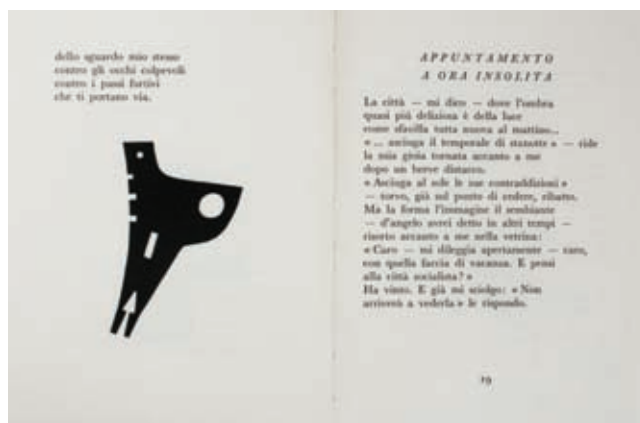 dello sguardo mio stesso
contro gli occhi colpevoli
contro i passi furtivi
che ti portano via.
APPUNTAMENTO
A ORA INSOLITA
La città — mi dico — dove l'ombra
quasi più deliziosa è della luce
come sfavilla tutta nuova al mattino...
«... asciuga il temporale di stanotte» — ride
la mia gioia tornata accanto a me
dopo un breve distacco.
«Asciuga al sole le sue contraddizioni»
— torvo, già sul punto di cedere, ribatto.
Ma la forma l'immagine il sembiante
— d'angelo avrei detto in altri tempi —
risorto accanto a me nella vetrina:
«Caro — mi dileggia apertamente — caro,
con quella faccia di vacanza. E pensi
alla città socialista?»
Ha vinto. E già mi sciolgo: «Non
arriverò a vederla» le rispondo.
19